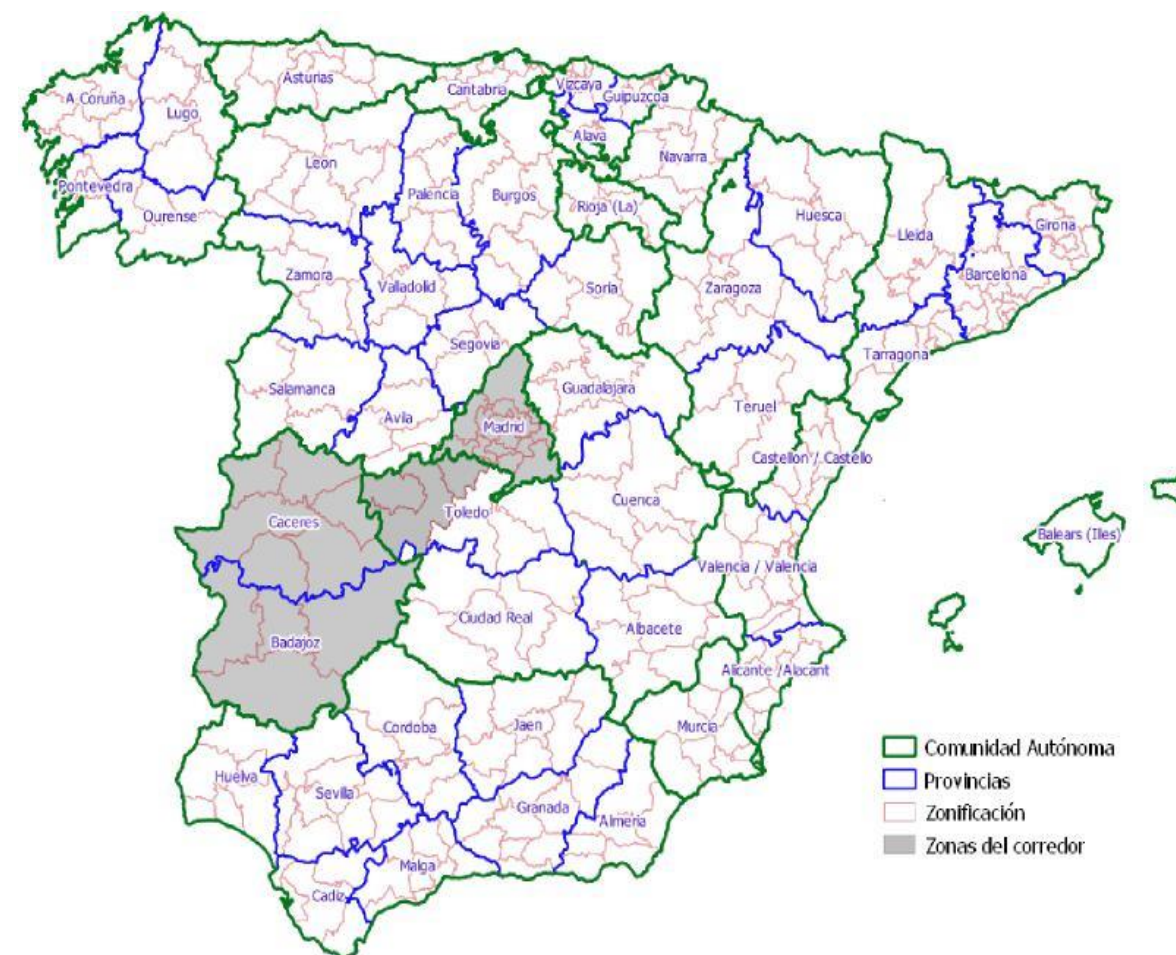 Asturias
Cantabria
Vizcaya
Guipuzcoa
A Coruña
Lugo
Alava
Leon
Navarra
Pontevedra
Palencia
Burgos
Rioja (La)
Huesca
Ourense
Lleida
Girona
Zamora
Valladolid
Soria
Zaragoza
Barcelona
Segovia
Tarragona
Salamanca
Avila
Guadalajara
Madrid
Teruel
Castellon / Castello
Caceres
Toledo
Cuenca
Balears (Illes)
Valencia / Valencia
Ciudad Real
Albacete
Badajoz
Alicante /Alacant
Cordoba
Jaen
Murcia
Huelva
Sevilla
Granada
Almeria
Malga
Cadiz
Comunidad Autónoma
Provincias
Zonificación
Zonas del corredor